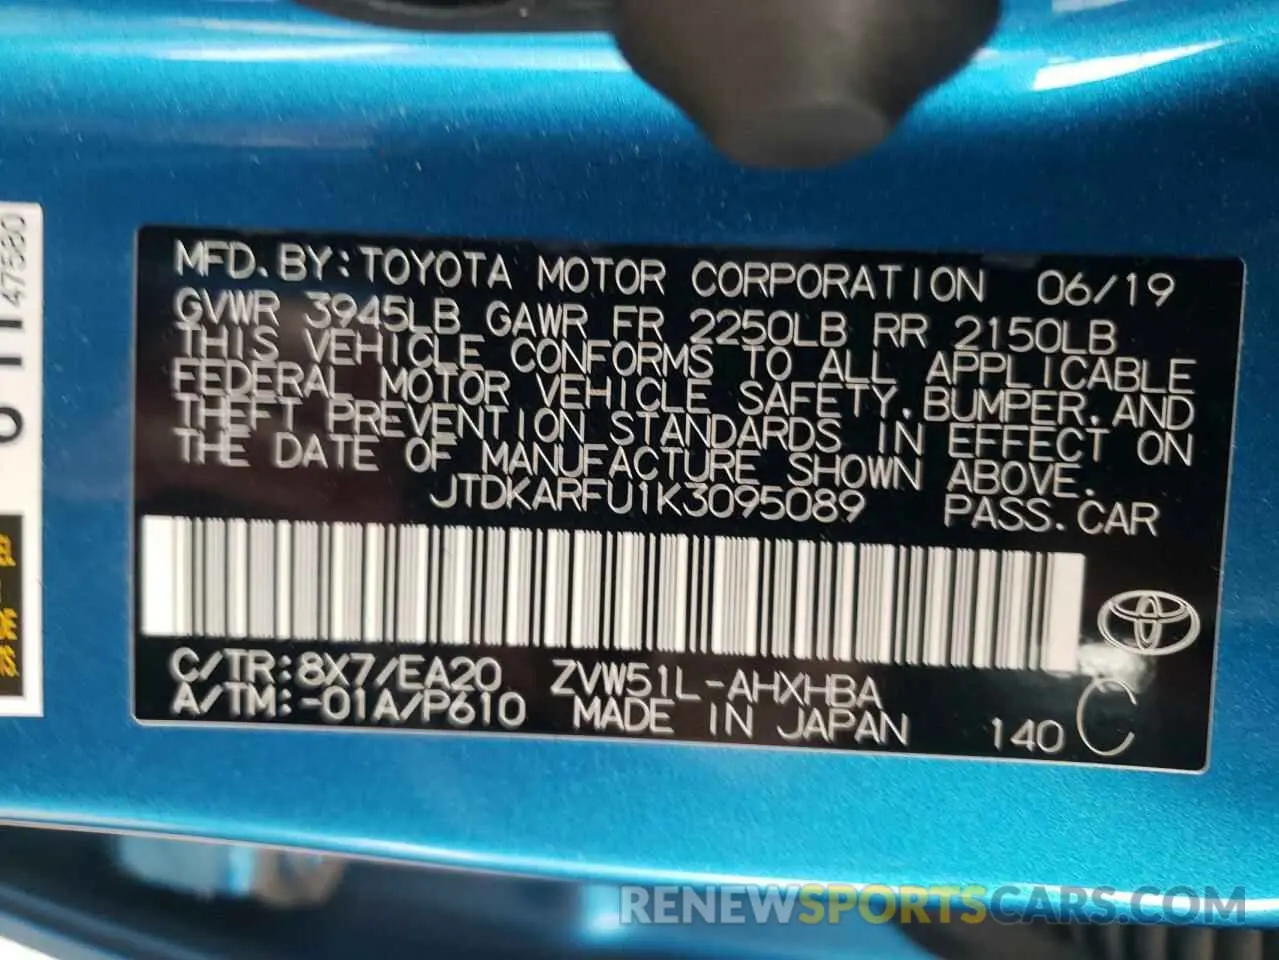 MFD. BY: TOYOTA MOTOR CORPORATION 06/19
GVWR 3945LB GAWR FR 2250LB RR 2150LB
THIS VEHICLE CONFORMS TO ALL APPLICABLE
FEDERAL MOTOR VEHICLE SAFETY, BUMPER, AND
THEFT PREVENTION STANDARDS IN EFFECT ON
THE DATE OF MANUFACTURE SHOWN ABOVE.
JTDKARFU1K3095089 PASS. CAR
C/TR: 8X7/EA20 ZVW51L-AHXHBA
A/TM: -01A/P610 MADE IN JAPAN 140 C
RENEWSPORTSCARS.COM